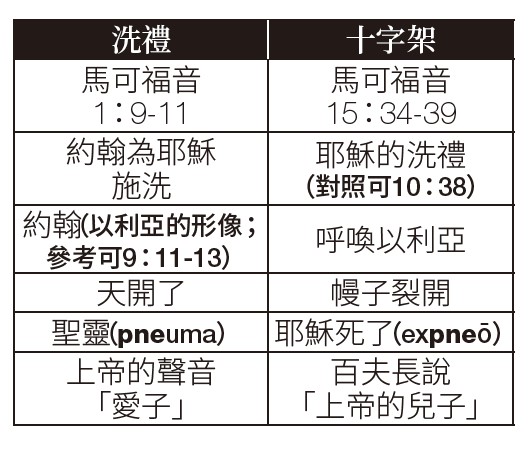 洗禮 十字架
馬可福音 馬可福音
1：9-11 15：34-39
約翰為耶穌 耶穌的洗禮
施洗 （對照可10：38）
約翰(以利亞的形像； 呼喚以利亞
參考可9：11-13）
天開了 幔子裂開
聖靈(pneuma) 耶穌死了(expneō)
上帝的聲音 百夫長說
「愛子」 「上帝的兒子」